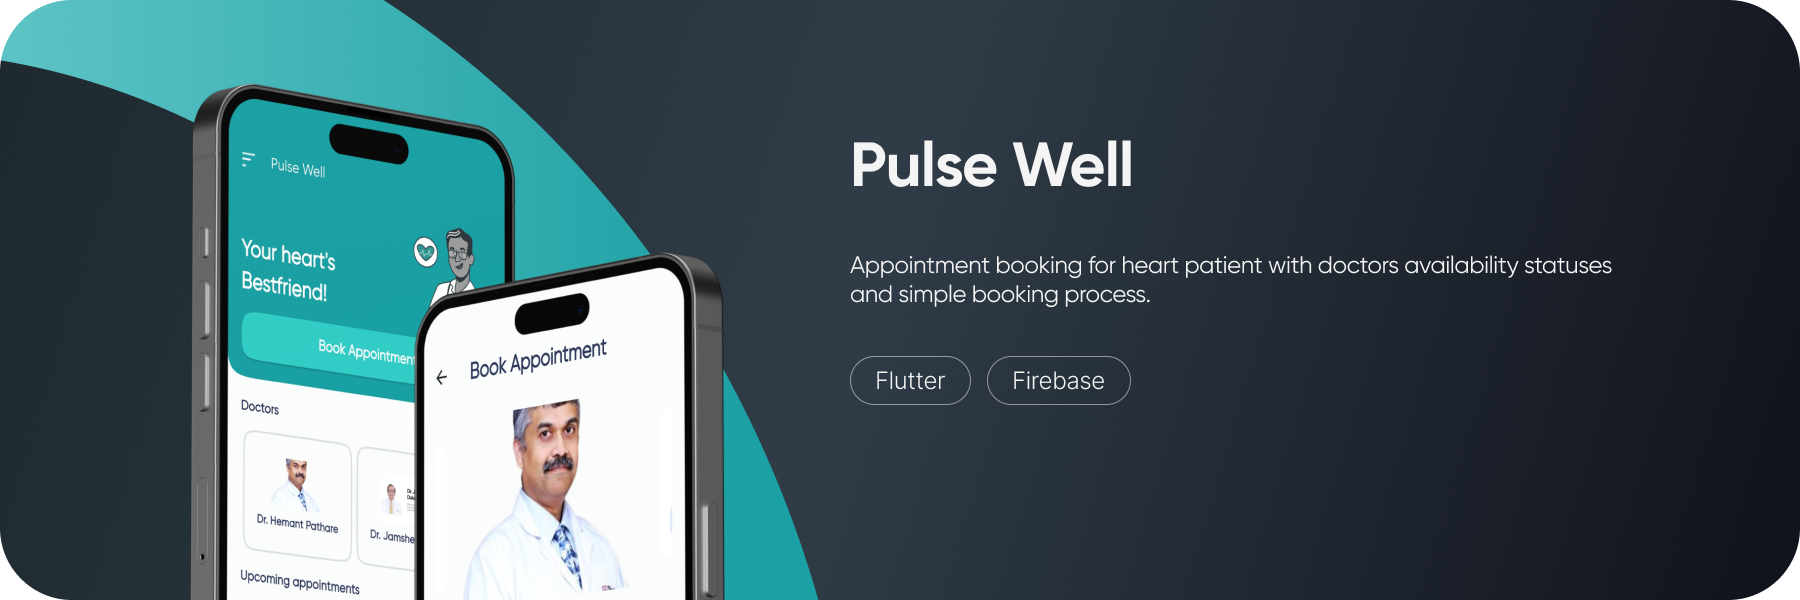 Pulse Well
Your heart's
Bestfriend!
Book Appointment
Doctors
Dr. Hemant Pathare
Dr. Jamshe
Upcoming appointments
Book Appointment
Pulse Well
Appointment booking for heart patient with doctors availability statuses
and simple booking process.
Flutter
Firebase